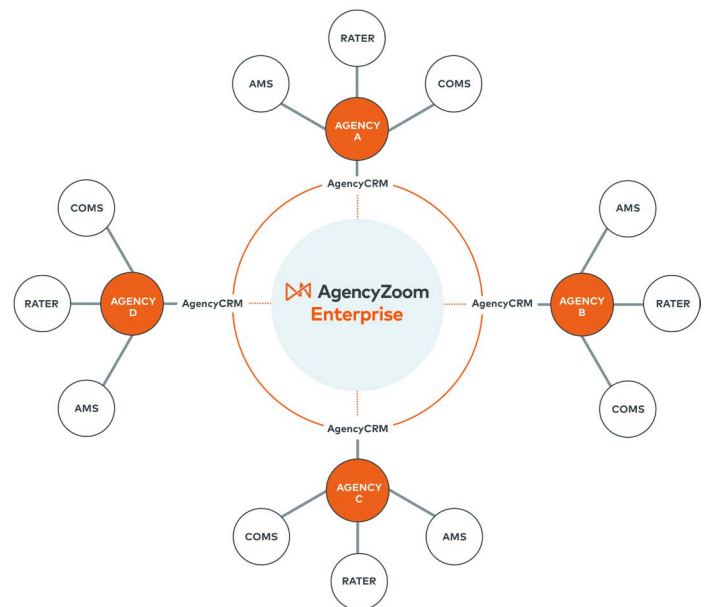 RATER
AMS
COMS
AGENCY
A
AgencyCRM
COMS
AMS
RATER
AGENCY
D
AgencyCRM
AgencyZoom
Enterprise
AgencyCRM
AGENCY
B
RATER
AMS
COMS
AgencyCRM
AGENCY
C
COMS
AMS
RATER